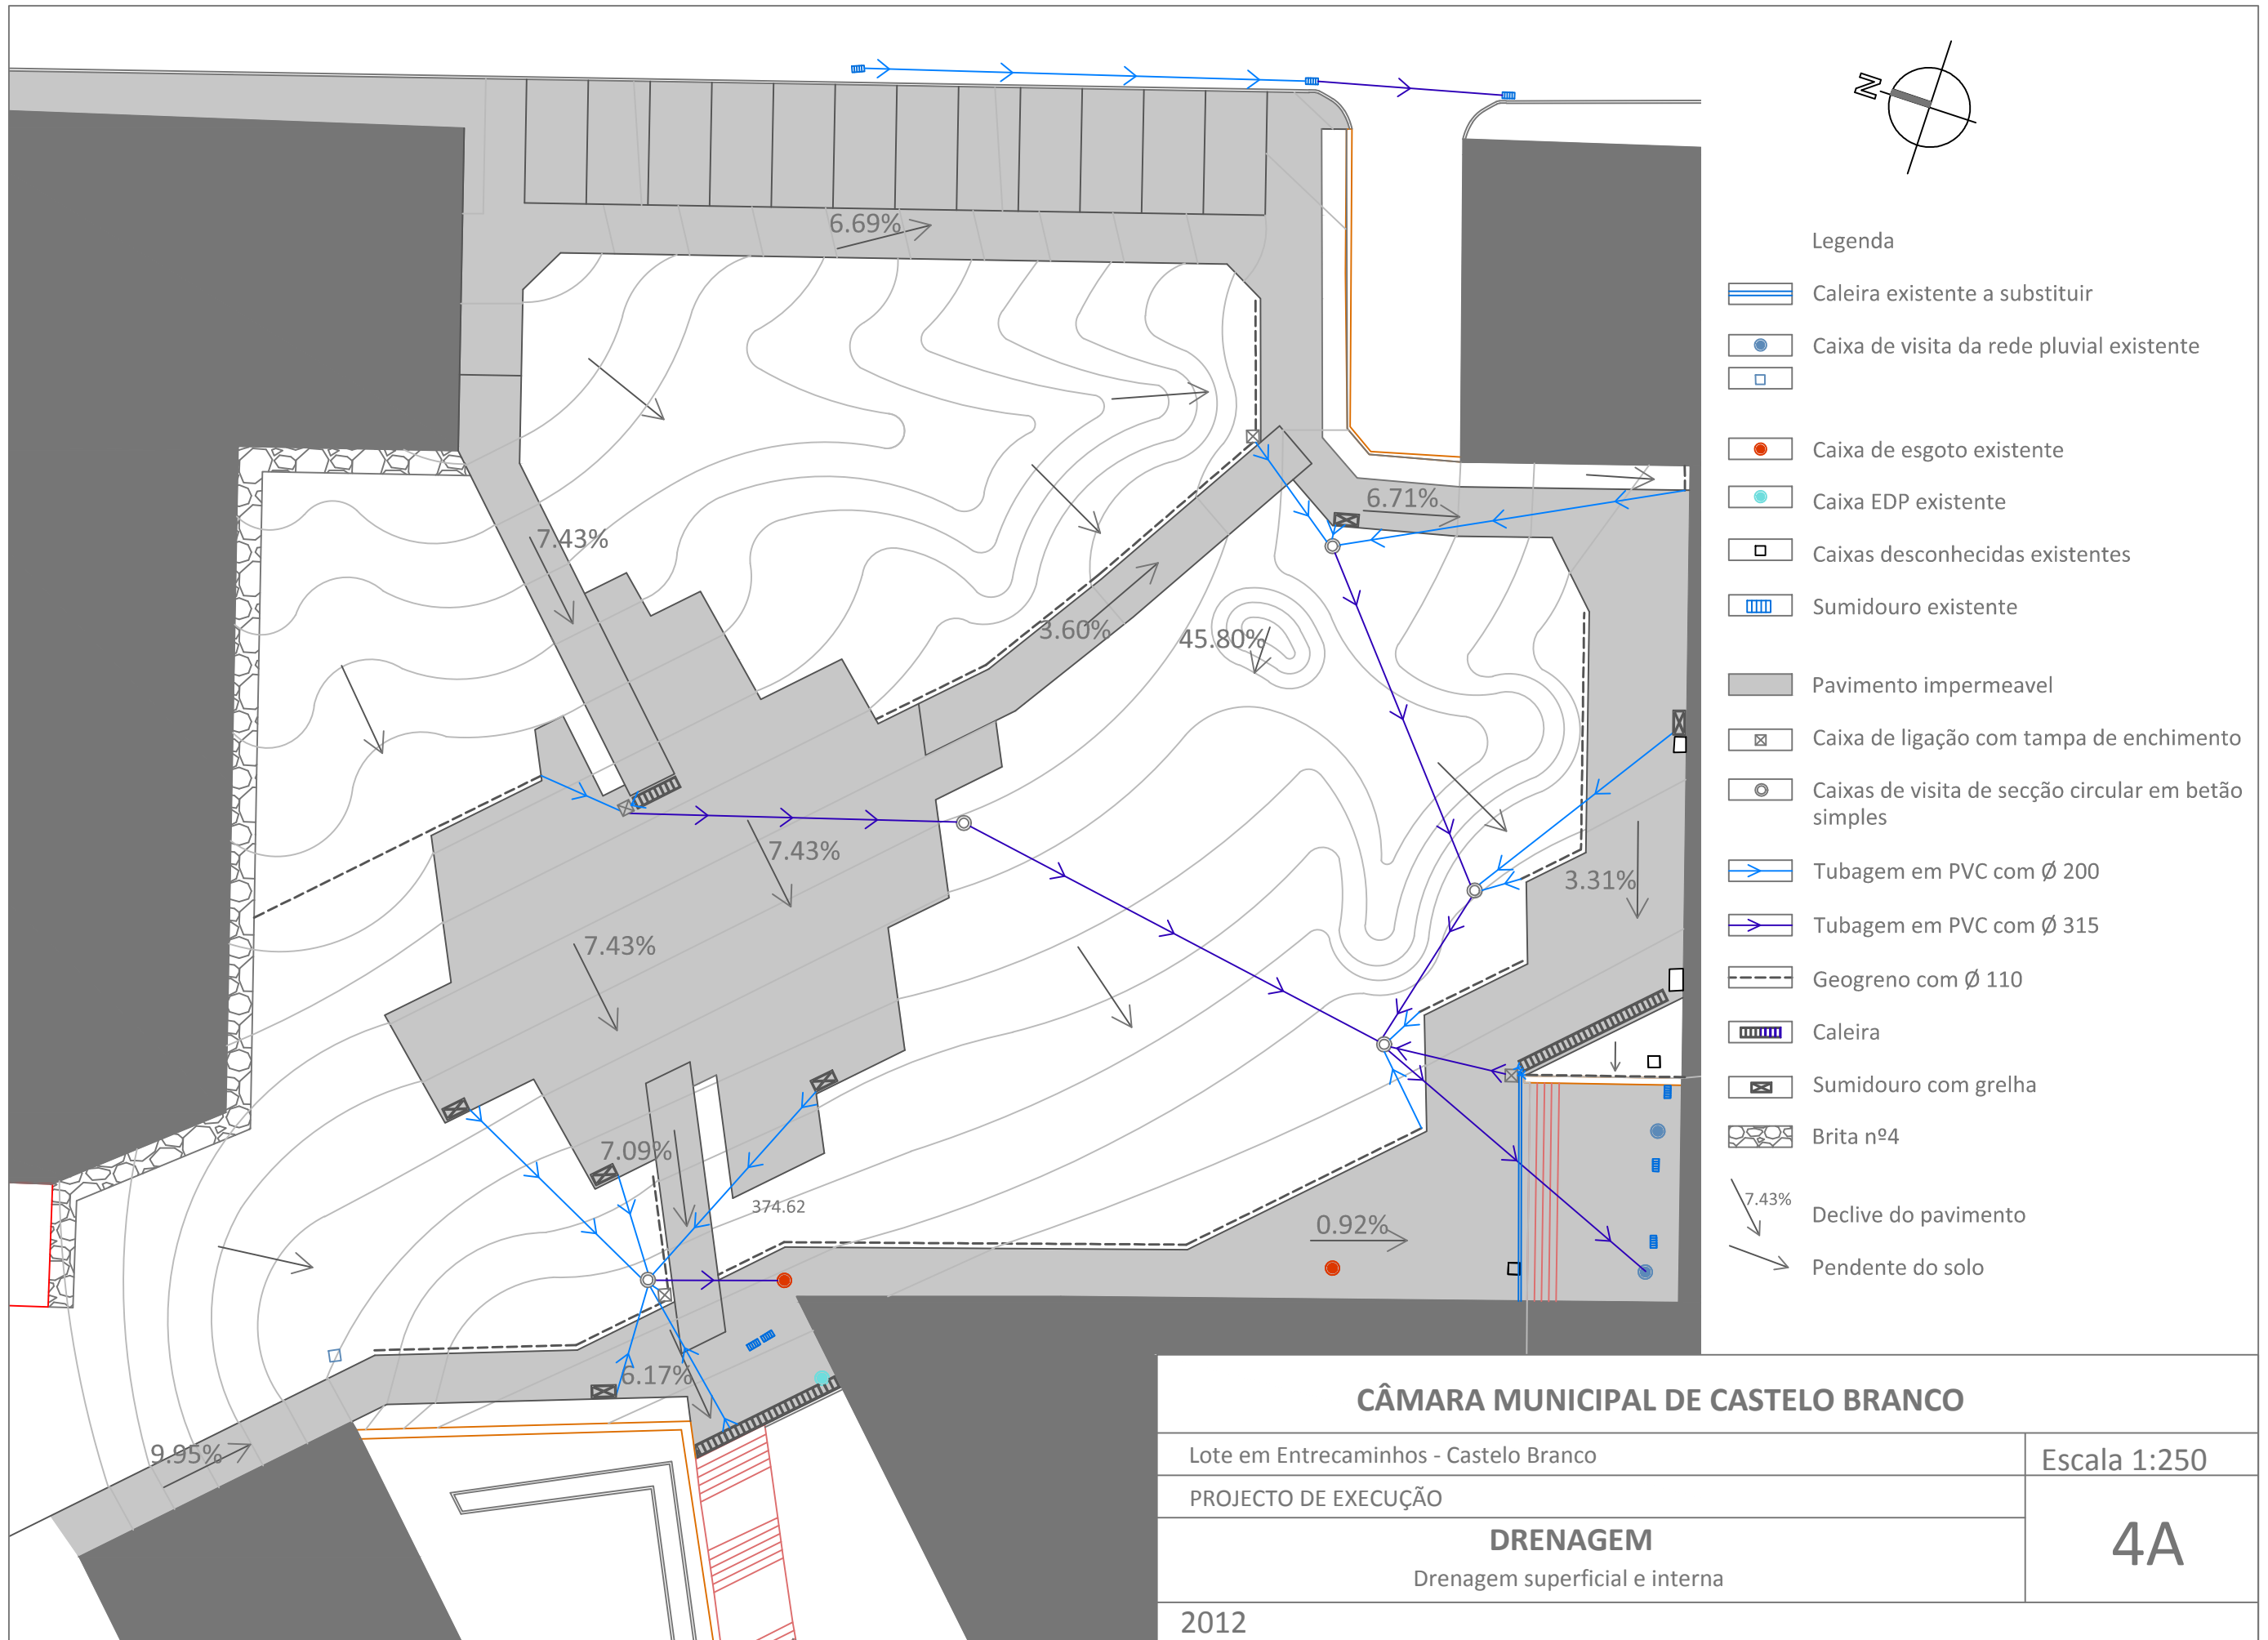 N
6.69%
7.43%
6.71%
3.60%
45.80%
7.43%
3.31%
7.43%
7.09%
374.62
0.92%
6.17%
9.95%
Legenda
Caleira existente a substituir
Caixa de visita da rede pluvial existente
Caixa de esgoto existente
Caixa EDP existente
Caixas desconhecidas existentes
Sumidouro existente
Pavimento impermeavel
Caixa de ligação com tampa de enchimento
Caixas de visita de secção circular em betão
simples
Tubagem em PVC com Ø 200
Tubagem em PVC com Ø 315
Geogreno com Ø 110
Caleira
Sumidouro com grelha
Brita nº4
7.43%
Declive do pavimento
Pendente do solo
CÂMARA MUNICIPAL DE CASTELO BRANCO
Lote em Entrecaminhos - Castelo Branco
Escala 1:250
PROJECTO DE EXECUÇÃO
DRENAGEM
Drenagem superficial e interna
4A
2012